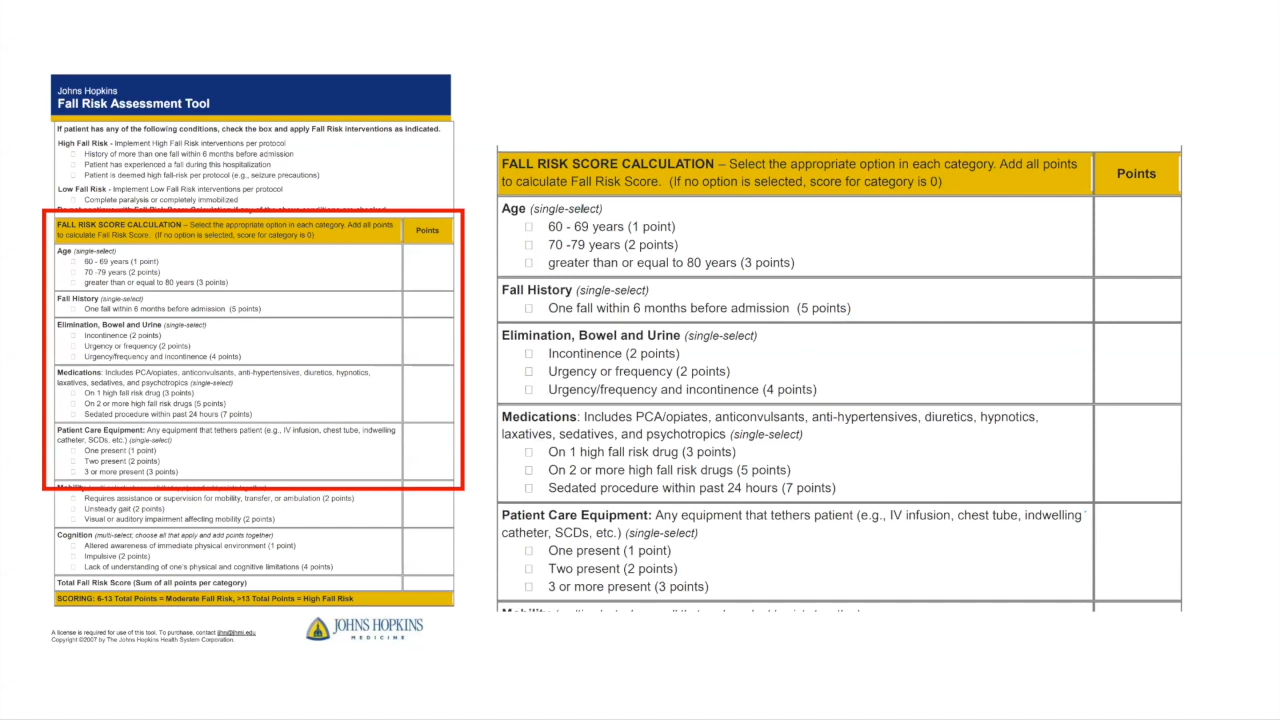 Johns Hopkins
Fall Risk Assessment Tool
If patient has any of the following conditions, check the box and apply Fall Risk interventions as indicated.
High Fall Risk - Implement High Fall Risk interventions per protocol
History of more than one fall within 6 months before admission
Patient has experienced a fall during this hospitalization
Patient is deemed high fall-risk per protocol (e.g., seizure precautions)
Low Fall Risk - Implement Low Fall Risk interventions per protocol
Complete paralysis or completely immobilized
Do not continue with Fall Risk Score Calculation if any of the above conditions are checked.
FALL RISK SCORE CALCULATION – Select the appropriate option in each category. Add all points
to calculate Fall Risk Score. (If no option is selected, score for category is 0)
Points
Age (single-select)
60 - 69 years (1 point)
70 -79 years (2 points)
greater than or equal to 80 years (3 points)
Fall History (single-select)
One fall within 6 months before admission (5 points)
Elimination, Bowel and Urine (single-select)
Incontinence (2 points)
Urgency or frequency (2 points)
Urgency/frequency and incontinence (4 points)
Medications: Includes PCA/opiates, anticonvulsants, anti-hypertensives, diuretics, hypnotics,
laxatives, sedatives, and psychotropics (single-select)
On 1 high fall risk drug (3 points)
On 2 or more high fall risk drugs (5 points)
Sedated procedure within past 24 hours (7 points)
Patient Care Equipment: Any equipment that tethers patient (e.g., IV infusion, chest tube, indwelling
catheter, SCDs, etc.) (single-select)
One present (1 point)
Two present (2 points)
3 or more present (3 points)
Mobility
Requires assistance or supervision for mobility, transfer, or ambulation (2 points)
Unsteady gait (2 points)
Visual or auditory impairment affecting mobility (2 points)
Cognition (multi-select; choose all that apply and add points together)
Altered awareness of immediate physical environment (1 point)
Impulsive (2 points)
Lack of understanding of one's physical and cognitive limitations (4 points)
Total Fall Risk Score (Sum of all points per category)
SCORING: 6-13 Total Points = Moderate Fall Risk, >13 Total Points = High Fall Risk
A license is required for use of this tool. To purchase, contact ijhn@jhmi.edu
Copyright ©2007 by The Johns Hopkins Health System Corporation.
JOHNS HOPKINS
MEDICINE
FALL RISK SCORE CALCULATION – Select the appropriate option in each category. Add all points
to calculate Fall Risk Score. (If no option is selected, score for category is 0)
Points
Age (single-select)
60 - 69 years (1 point)
70 -79 years (2 points)
greater than or equal to 80 years (3 points)
Fall History (single-select)
One fall within 6 months before admission (5 points)
Elimination, Bowel and Urine (single-select)
Incontinence (2 points)
Urgency or frequency (2 points)
Urgency/frequency and incontinence (4 points)
Medications: Includes PCA/opiates, anticonvulsants, anti-hypertensives, diuretics, hypnotics,
laxatives, sedatives, and psychotropics (single-select)
On 1 high fall risk drug (3 points)
On 2 or more high fall risk drugs (5 points)
Sedated procedure within past 24 hours (7 points)
Patient Care Equipment: Any equipment that tethers patient (e.g., IV infusion, chest tube, indwelling
catheter, SCDs, etc.) (single-select)
One present (1 point)
Two present (2 points)
3 or more present (3 points)